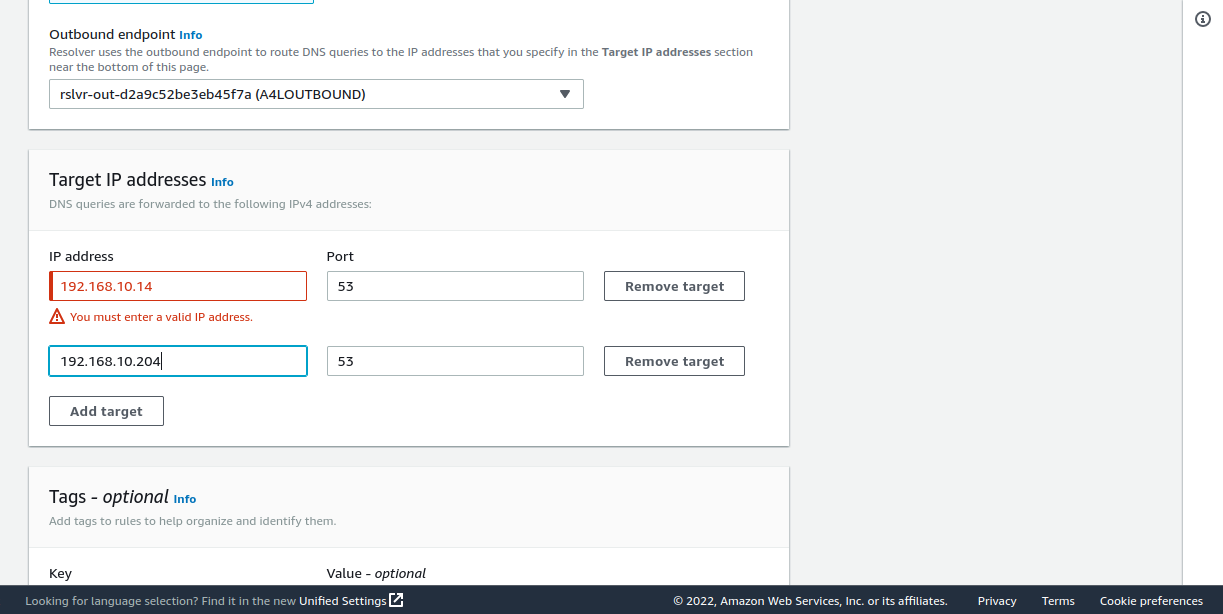 Outbound endpoint Info
Resolver uses the outbound endpoint to route DNS queries to the IP addresses that you specify in the Target IP addresses section
near the bottom of this page.
rslvr-out-d2a9c52be3eb45f7a (A4LOUTBOUND)
Target IP addresses Info
DNS queries are forwarded to the following IPv4 addresses:
IP address Port
192.168.10.14 53 Remove target
You must enter a valid IP address.
192.168.10.204 53 Remove target
Add target
Tags - optional Info
Add tags to rules to help organize and identify them.
Key Value - optional
Looking for language selection? Find it in the new Unified Settings © 2022, Amazon Web Services, Inc. or its affiliates. Privacy Terms Cookie preferences